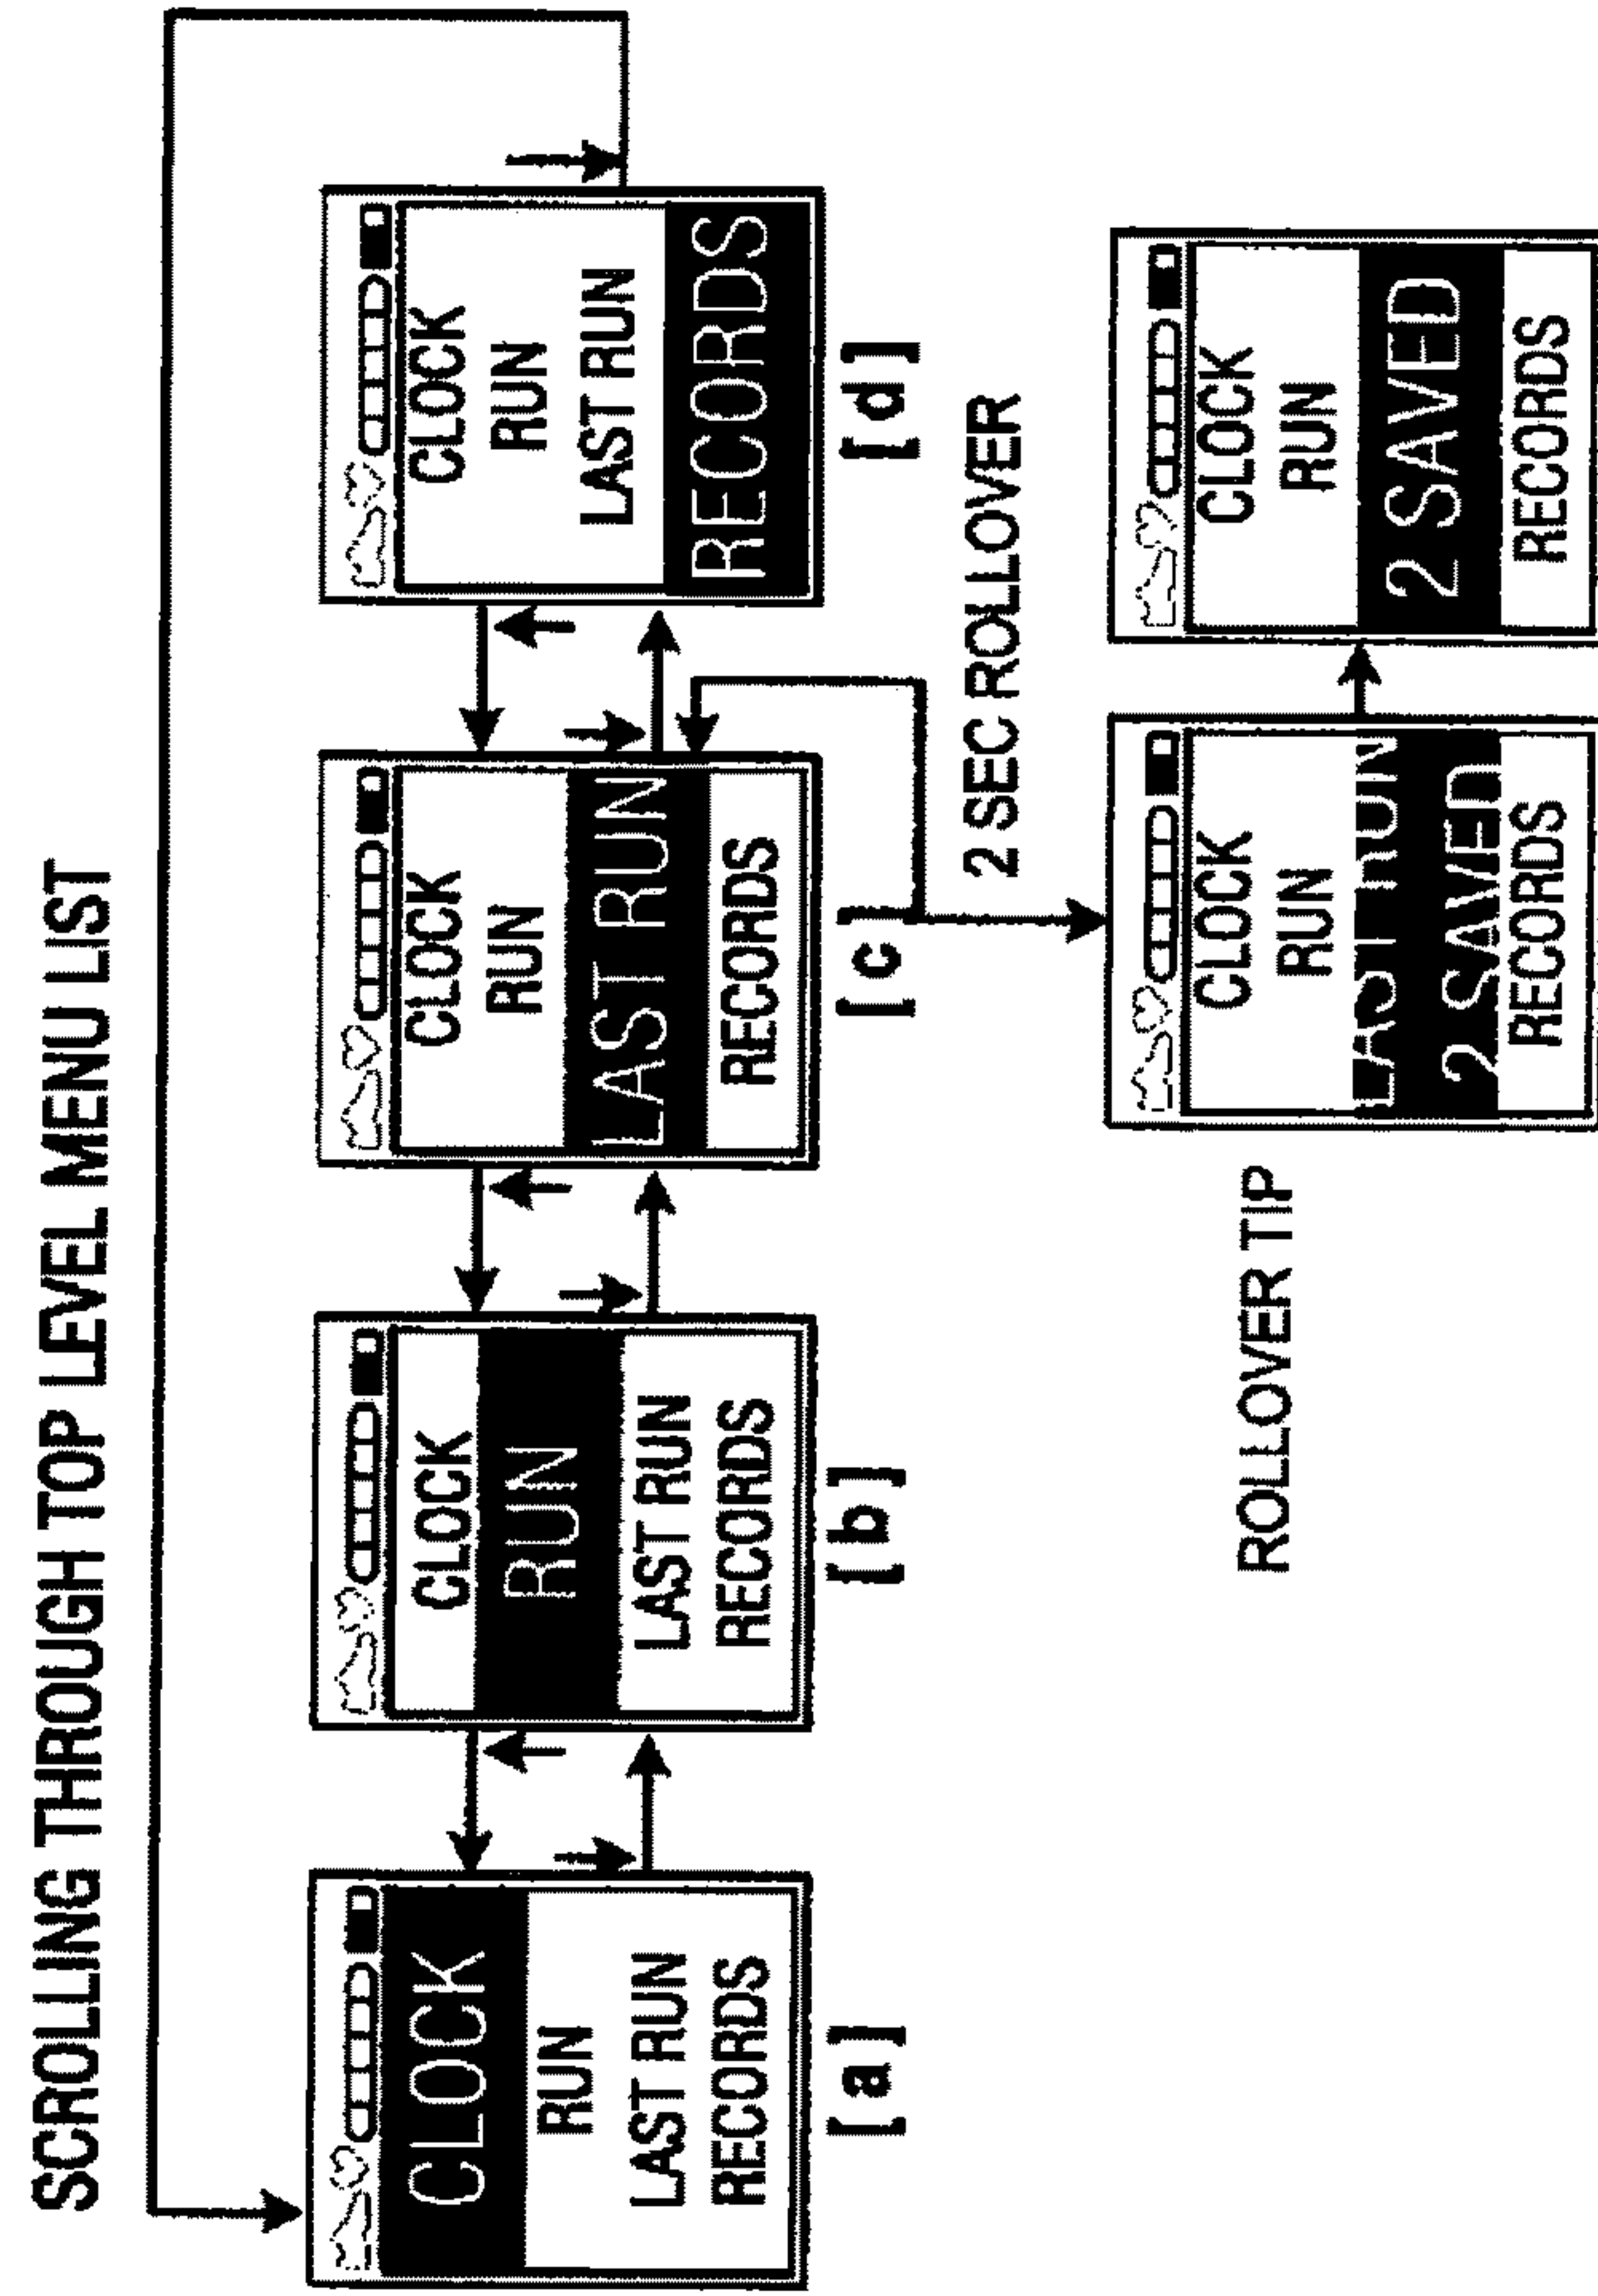 SCROLLING THROUGH TOP LEVEL MENU LIST
CLOCK
RUN
LAST RUN
RECORDS
[a]
CLOCK
RUN
LAST RUN
RECORDS
[b]
CLOCK
RUN
LAST RUN
RECORDS
[c]
CLOCK
RUN
LAST RUN
RECORDS
[d]
2 SEC ROLLOVER
ROLLOVER TIP
CLOCK
RUN
LAST RUN
2 SAVED
RECORDS
CLOCK
RUN
2 SAVED
RECORDS